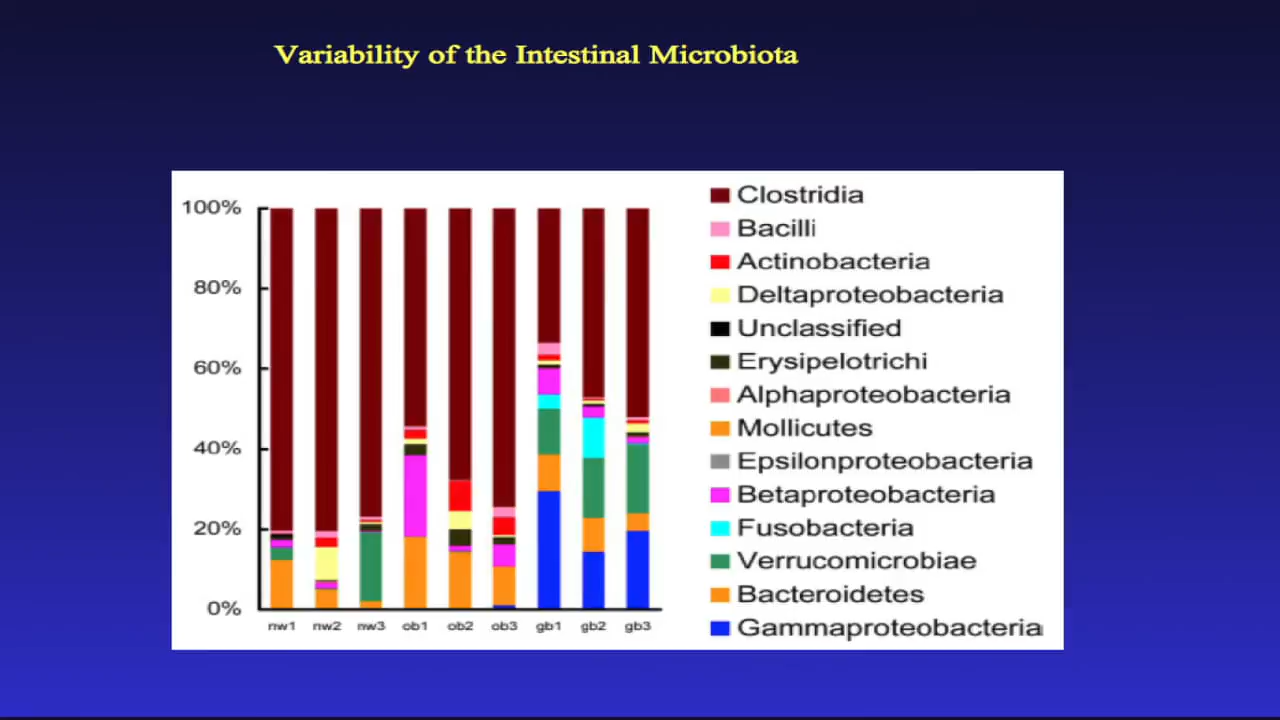 Variability of the Intestinal Microbiota
100%
80%
60%
40%
20%
0%
nw1 nw2 nw3 ob1 ob2 ob3 gb1 gb2 gb3
Clostridia
Bacilli
Actinobacteria
Deltaproteobacteria
Unclassified
Erysipelotrichi
Alphaproteobacteria
Mollicutes
Epsilonproteobacteria
Betaproteobacteria
Fusobacteria
Verrucomicrobiae
Bacteroidetes
Gammaproteobacteria